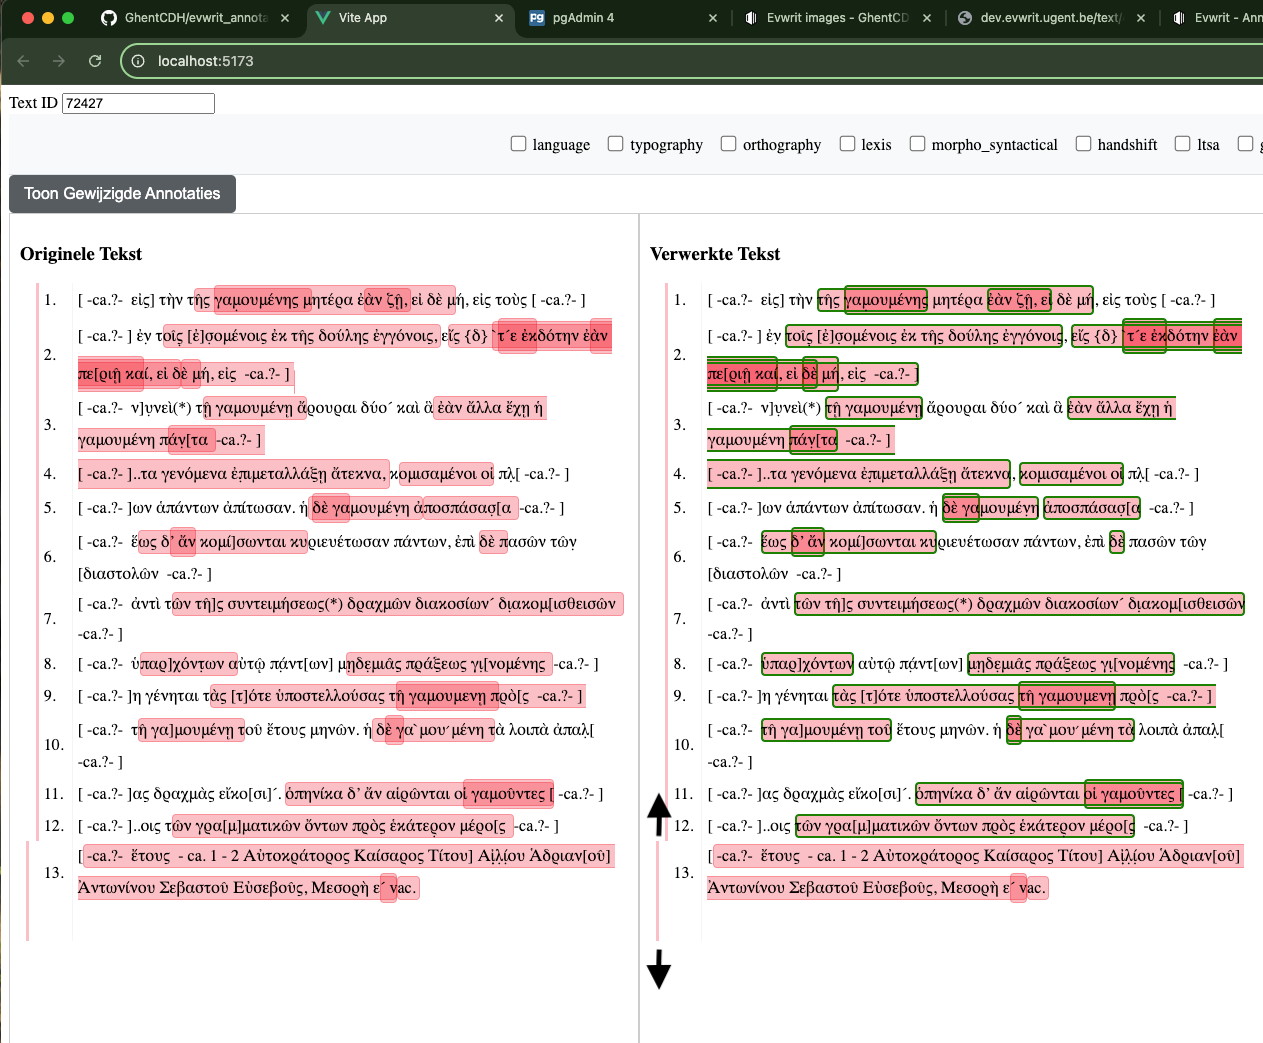 GhentCDH/evwrit_annota
Vite App
pgAdmin 4
Evwrit images - GhentCD
dev.evwrit.ugent.be/text/
Evwrit - Ann
localhost:5173
Text ID 72427
language typography orthography lexis morpho_syntactical handshift ltsa
Toon Gewijzigde Annotaties
Originele Tekst
1. [ -ca.?- εἰς] τὴν τῆς γαμουμένης μητέρα ἐὰν ζῇ, εἰ δὲ μή, εἰς τοὺς [ -ca.?- ]
2. [ -ca.?- ] ἐν τοῖς [ἐ]σομένοις ἐκ τῆς δούλης ἐγγόνοις, εἴς {δ} `τ´ε ἐκδότην ἐὰν
πε[ριῇ καί, εἰ δὲ μή, εἰς -ca.?- ]
3. [ -ca.?- ν]υνεὶ(*) τῇ γαμουμένῃ ἄρουραι δύο´ καὶ ἃ ἐὰν ἄλλα ἔχῃ ἡ
γαμουμένη πάν[τα -ca.?- ]
4. [ -ca.?- ]..τα γενόμενα ἐπιμεταλλάξῃ ἄτεκνα, κομισαμένοι οἱ πλ[ -ca.?- ]
5. [ -ca.?- ]ων ἁπάντων ἀπίτωσαν. ἡ δὲ γαμουμένη ἀποσπάσασ[α -ca.?- ]
6. [ -ca.?- ἕως δ’ ἂν κομί]σωνται κυριευέτωσαν πάντων, ἐπὶ δὲ πασῶν τῶν
[διαστολῶν -ca.?- ]
7. [ -ca.?- ἀντὶ τῶν τῆ]ς συντειμήσεως(*) δραχμῶν διακοσίων´ διακομ[ισθεισῶν
-ca.?- ]
8. [ -ca.?- ὑπαρ]χόντων αὐτῷ πάντ[ων] μηδεμιᾶς πράξεως γι[νομένης -ca.?- ]
9. [ -ca.?- ]η γένηται τὰς [τ]ότε ὑποστελλούσας τῇ γαμουμενῃ πρὸ[ς -ca.?- ]
10. [ -ca.?- τῇ γα]μουμένῃ τοῦ ἔτους μηνῶν. ἡ δὲ γα`μου´μένη τὰ λοιπὰ ἀπαλ[
-ca.?- ]
11. [ -ca.?- ]ας δραχμὰς εἴκο[σι]´. ὁπηνίκα δ’ ἂν αἱρῶνται οἱ γαμοῦντες [ -ca.?- ]
12. [ -ca.?- ]..οις τῶν γρα[μ]ματικῶν ὄντων πρὸς ἑκάτερον μέρο[ς -ca.?- ]
13. [ -ca.?- ἔτους - ca. 1 - 2 Αὐτοκράτορος Καίσαρος Τίτου] Αἰλίου Ἁδριαν[οῦ]
Ἀντωνίνου Σεβαστοῦ Εὐσεβοῦς, Μεσορὴ ε´ vac.
Verwerkte Tekst
1. [ -ca.?- εἰς] τὴν τῆς γαμουμένης μητέρα ἐὰν ζῇ, εἰ δὲ μή, εἰς τοὺς [ -ca.?- ]
2. [ -ca.?- ] ἐν τοῖς [ἐ]σομένοις ἐκ τῆς δούλης ἐγγόνοις, εἴς {δ} `τ´ε ἐκδότην ἐὰν
πε[ριῇ καί, εἰ δὲ μή, εἰς -ca.?- ]
3. [ -ca.?- ν]υνεὶ(*) τῇ γαμουμένῃ ἄρουραι δύο´ καὶ ἃ ἐὰν ἄλλα ἔχῃ ἡ
γαμουμένη πάν[τα -ca.?- ]
4. [ -ca.?- ]..τα γενόμενα ἐπιμεταλλάξῃ ἄτεκνα, κομισαμένοι οἱ πλ[ -ca.?- ]
5. [ -ca.?- ]ων ἁπάντων ἀπίτωσαν. ἡ δὲ γαμουμένη ἀποσπάσασ[α -ca.?- ]
6. [ -ca.?- ἕως δ’ ἂν κομί]σωνται κυριευέτωσαν πάντων, ἐπὶ δὲ πασῶν τῶν
[διαστολῶν -ca.?- ]
7. [ -ca.?- ἀντὶ τῶν τῆ]ς συντειμήσεως(*) δραχμῶν διακοσίων´ διακομ[ισθεισῶν
-ca.?- ]
8. [ -ca.?- ὑπαρ]χόντων αὐτῷ πάντ[ων] μηδεμιᾶς πράξεως γι[νομένης -ca.?- ]
9. [ -ca.?- ]η γένηται τὰς [τ]ότε ὑποστελλούσας τῇ γαμουμενῃ πρὸ[ς -ca.?- ]
10. [ -ca.?- τῇ γα]μουμένῃ τοῦ ἔτους μηνῶν. ἡ δὲ γα`μου´μένη τὰ λοιπὰ ἀπαλ[
-ca.?- ]
11. [ -ca.?- ]ας δραχμὰς εἴκο[σι]´. ὁπηνίκα δ’ ἂν αἱρῶνται οἱ γαμοῦντες [ -ca.?- ]
12. [ -ca.?- ]..οις τῶν γρα[μ]ματικῶν ὄντων πρὸς ἑκάτερον μέρο[ς -ca.?- ]
13. [ -ca.?- ἔτους - ca. 1 - 2 Αὐτοκράτορος Καίσαρος Τίτου] Αἰλίου Ἁδριαν[οῦ]
Ἀντωνίνου Σεβαστοῦ Εὐσεβοῦς, Μεσορὴ ε´ vac.